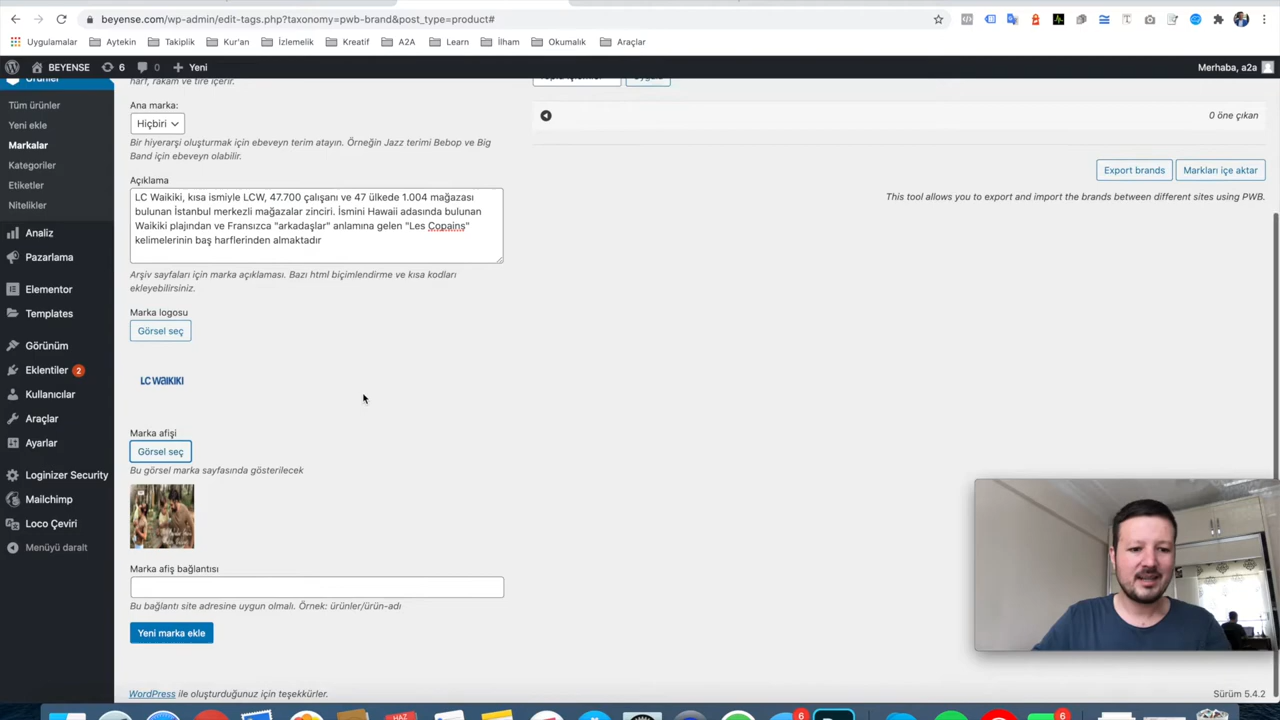 beyense.com/wp-admin/edit-tags.php?taxonomy=pwb-brand&post_type=product#
Uygulamalar
Aytekin
Takiplik
Kur'an
İzlemelik
Kreatif
A2A
Learn
İlham
Okumalık
Araçlar
BEYENSE
6
0
Yeni
Merhaba, a2a
Ürünler
Tüm ürünler
Yeni ekle
Markalar
Kategoriler
Etiketler
Nitelikler
Analiz
Pazarlama
Elementor
Templates
Görünüm
Eklentiler 2
Kullanıcılar
Araçlar
Ayarlar
Loginizer Security
Mailchimp
Loco Çeviri
Menüyü daralt
harf, rakam ve tire içerir.
Ana marka:
Hiçbiri
Bir hiyerarşi oluşturmak için ebeveyn terim atayın. Örneğin Jazz terimi Bebop ve Big
Band için ebeveyn olabilir.
Açıklama
LC Waikiki, kısa ismiyle LCW, 47.700 çalışanı ve 47 ülkede 1.004 mağazası
bulunan İstanbul merkezli mağazalar zinciri. İsmini Hawaii adasında bulunan
Waikiki plajından ve Fransızca "arkadaşlar" anlamına gelen "Les Copains"
kelimelerinin baş harflerinden almaktadır
Arşiv sayfaları için marka açıklaması. Bazı html biçimlendirme ve kısa kodları
ekleyebilirsiniz.
Marka logosu
Görsel seç
LC WAIKIKI
Marka afişi
Görsel seç
Bu görsel marka sayfasında gösterilecek
Marka afiş bağlantısı
Bu bağlantı site adresine uygun olmalı. Örnek: ürünler/ürün-adı
Yeni marka ekle
0 öne çıkan
Export brands
Markları içe aktar
This tool allows you to export and import the brands between different sites using PWB.
WordPress ile oluşturduğunuz için teşekkürler.
Sürüm 5.4.2
HAZ
6
6